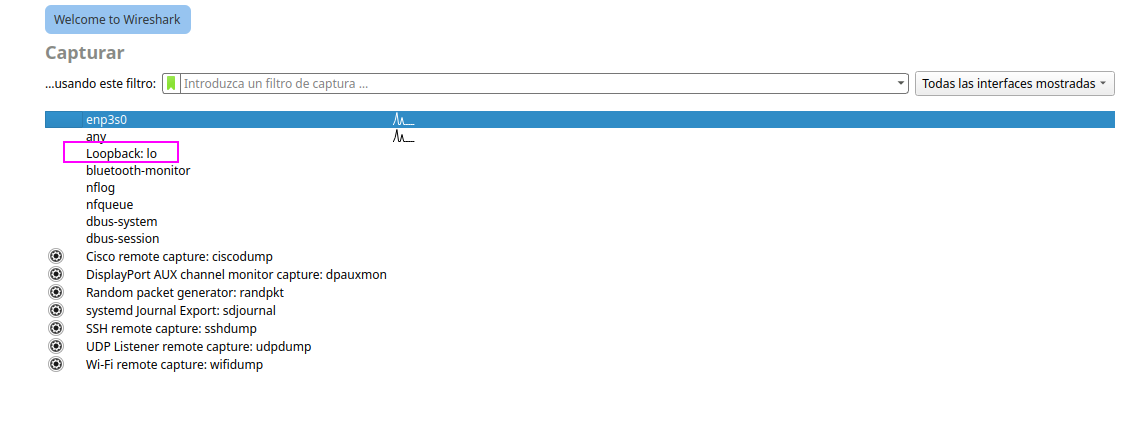 Welcome to Wireshark
Capturar
...usando este filtro: Introduzca un filtro de captura ... Todas las interfaces mostradas
enp3s0
any
Loopback: lo
bluetooth-monitor
nflog
nfqueue
dbus-system
dbus-session
Cisco remote capture: ciscodump
DisplayPort AUX channel monitor capture: dpauxmon
Random packet generator: randpkt
systemd Journal Export: sdjournal
SSH remote capture: sshdump
UDP Listener remote capture: udpdump
Wi-Fi remote capture: wifidump